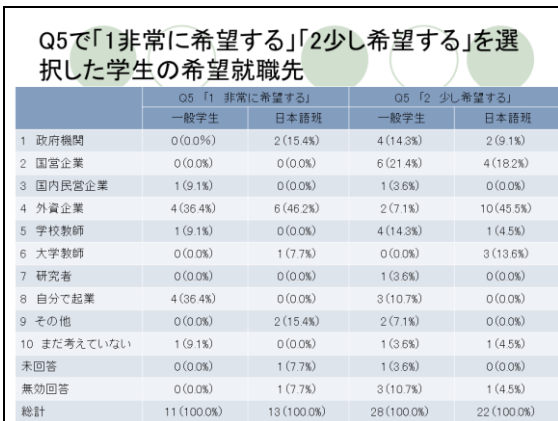 Q5で「1非常に希望する」「2少し希望する」を選
択した学生の希望就職先
Q5 「1 非常に希望する」 Q5 「2 少し希望する」
一般学生 日本語班 一般学生 日本語班
1 政府機関 0(0.0%) 2(15.4%) 4(14.3%) 2(9.1%)
2 国営企業 0(0.0%) 0(0.0%) 6(21.4%) 4(18.2%)
3 国内民営企業 1(9.1%) 0(0.0%) 1(3.6%) 0(0.0%)
4 外資企業 4(36.4%) 6(46.2%) 2(7.1%) 10(45.5%)
5 学校教師 1(9.1%) 0(0.0%) 4(14.3%) 1(4.5%)
6 大学教師 0(0.0%) 1(7.7%) 0(0.0%) 3(13.6%)
7 研究者 0(0.0%) 0(0.0%) 1(3.6%) 0(0.0%)
8 自分で起業 4(36.4%) 0(0.0%) 3(10.7%) 0(0.0%)
9 その他 0(0.0%) 2(15.4%) 2(7.1%) 0(0.0%)
10 まだ考えていない 1(9.1%) 0(0.0%) 1(3.6%) 1(4.5%)
未回答 0(0.0%) 1(7.7%) 1(3.6%) 0(0.0%)
無効回答 0(0.0%) 1(7.7%) 3(10.7%) 1(4.5%)
総計 11(100.0%) 13(100.0%) 28(100.0%) 22(100.0%)